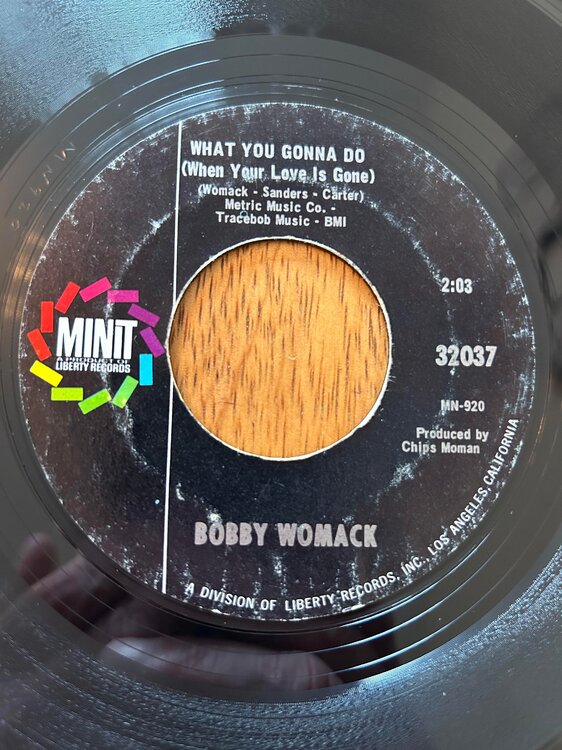 WHAT YOU GONNA DO
(When Your Love Is Gone)
(Womack - Sanders - Carter)
Metric Music Co. -
Tracebob Music - BMI
2:03
32037
MN-920
Produced by
Chips Moman
MINIT
A PRODUCT OF
LIBERTY RECORDS
BOBBY WOMACK
A DIVISION OF LIBERTY RECORDS, INC., LOS ANGELES, CALIFORNIA